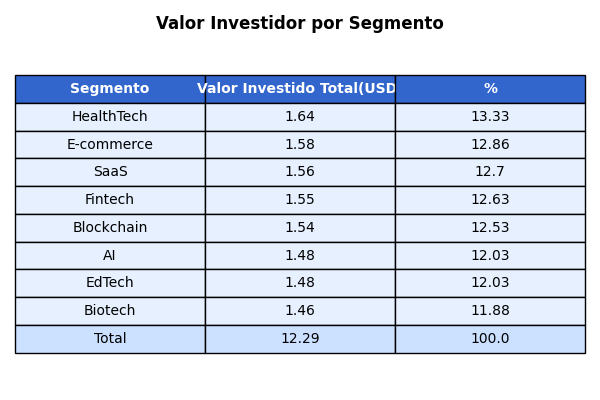 Valor Investidor por Segmento
Segmento Valor Investido Total(USD %
HealthTech 1.64 13.33
E-commerce 1.58 12.86
SaaS 1.56 12.7
Fintech 1.55 12.63
Blockchain 1.54 12.53
AI 1.48 12.03
EdTech 1.48 12.03
Biotech 1.46 11.88
Total 12.29 100.0